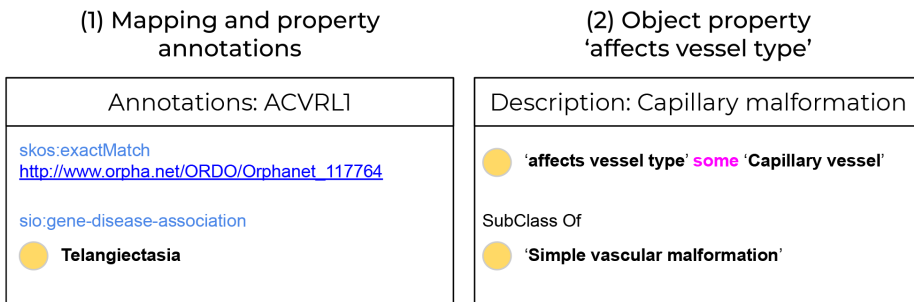 (1) Mapping and property
annotations
Annotations: ACVRL1
skos:exactMatch
http://www.orpha.net/ORDO/Orphanet_117764
sio:gene-disease-association
Telangiectasia
(2) Object property
‘affects vessel type’
Description: Capillary malformation
‘affects vessel type’ some ‘Capillary vessel’
SubClass Of
‘Simple vascular malformation’